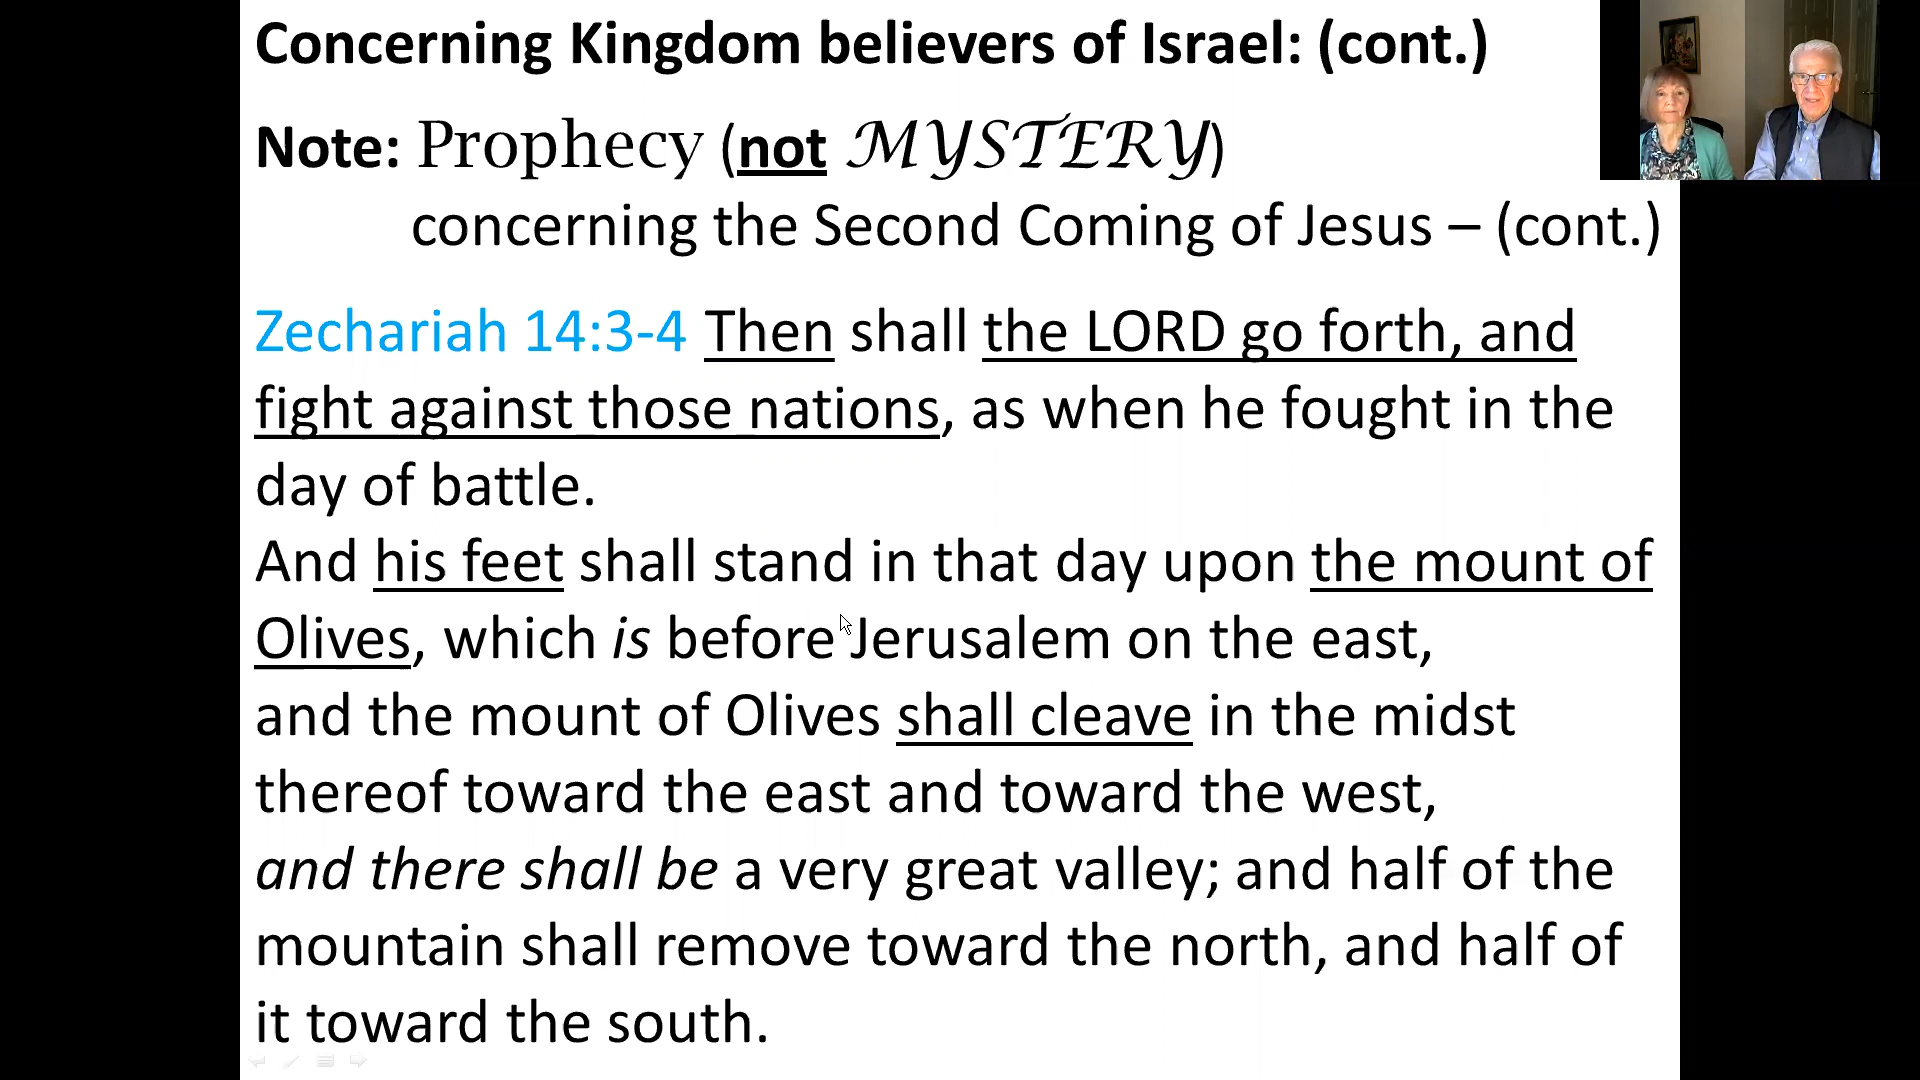 Concerning Kingdom believers of Israel: (cont.)
Note: Prophecy (not MYSTERY)
concerning the Second Coming of Jesus – (cont.)
Zechariah 14:3-4 Then shall the LORD go forth, and
fight against those nations, as when he fought in the
day of battle.
And his feet shall stand in that day upon the mount of
Olives, which is before Jerusalem on the east,
and the mount of Olives shall cleave in the midst
thereof toward the east and toward the west,
and there shall be a very great valley; and half of the
mountain shall remove toward the north, and half of
it toward the south.